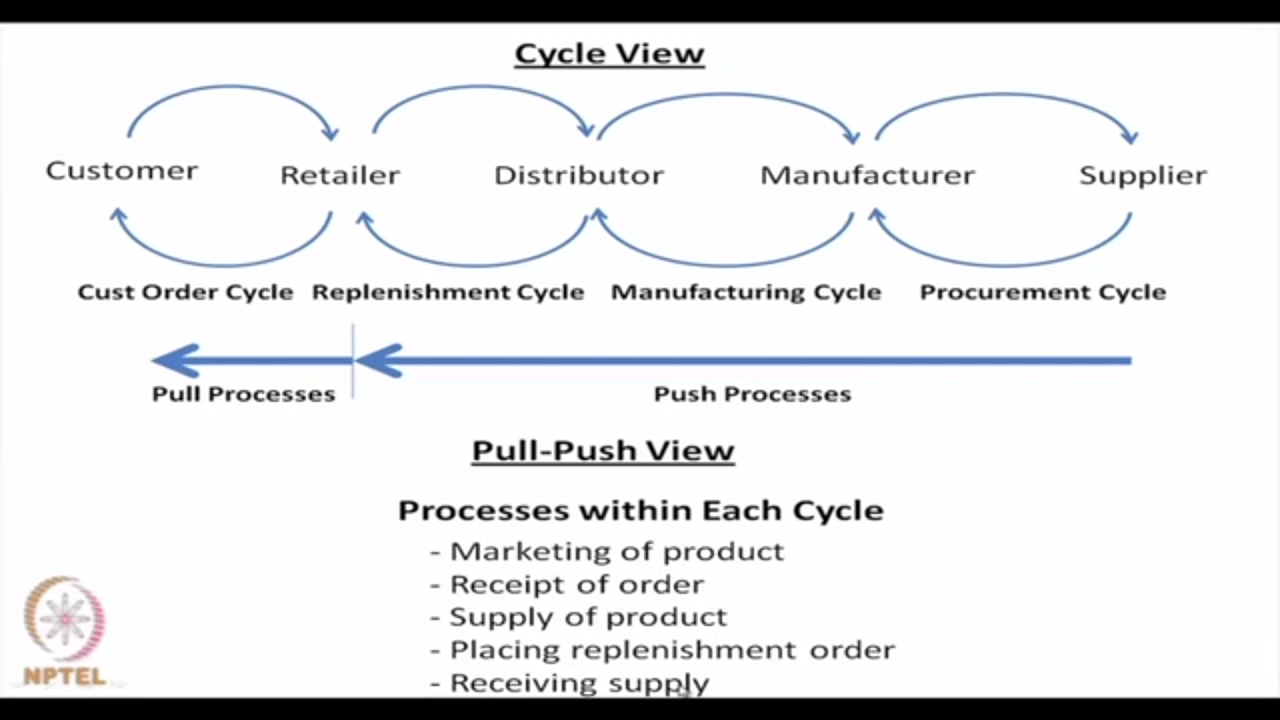 Cycle View
Customer Retailer Distributor Manufacturer Supplier
Cust Order Cycle Replenishment Cycle Manufacturing Cycle Procurement Cycle
Pull Processes Push Processes
Pull-Push View
Processes within Each Cycle
- Marketing of product
- Receipt of order
- Supply of product
- Placing replenishment order
- Receiving supply
NPTEL